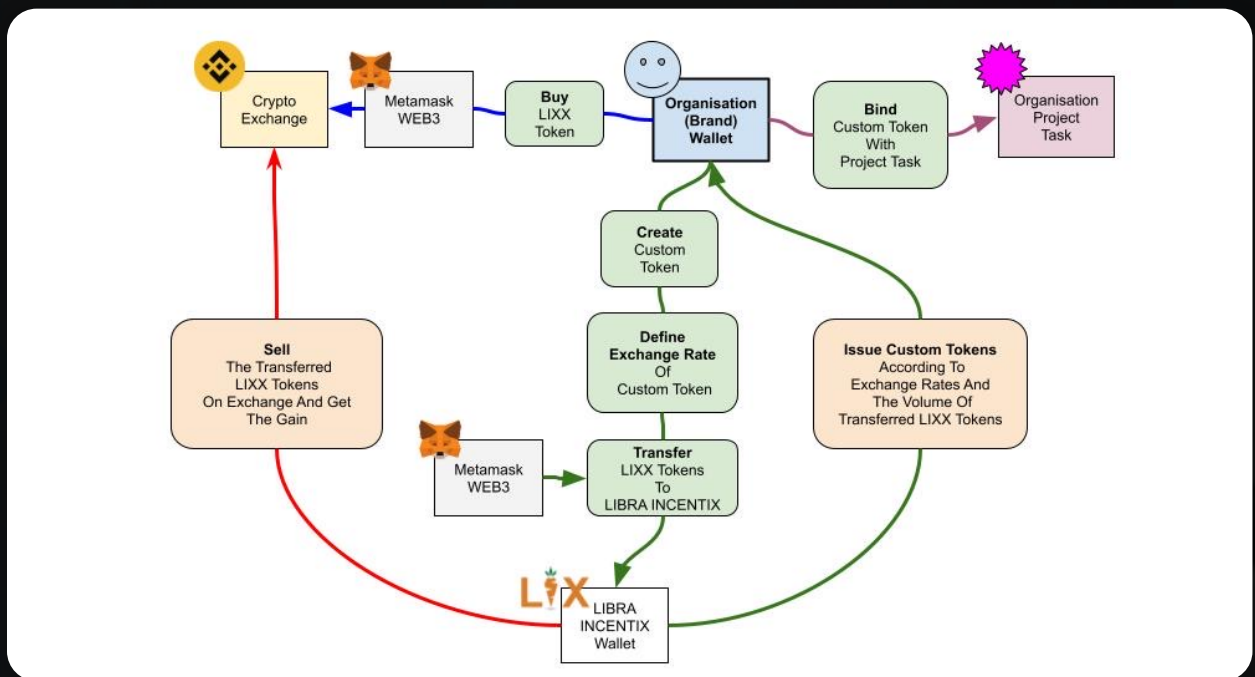 Crypto
Exchange
Metamask
WEB3
Buy
LIXX
Token
Organisation
(Brand)
Wallet
Bind
Custom Token
With
Project Task
Organisation
Project
Task
Create
Custom
Token
Define
Exchange Rate
Of
Custom Token
Sell
The Transferred
LIXX Tokens
On Exchange And Get
The Gain
Issue Custom Tokens
According To
Exchange Rates And
The Volume Of
Transferred LIXX Tokens
Metamask
WEB3
Transfer
LIXX Tokens
To
LIBRA INCENTIX
LIX
LIBRA
INCENTIX
Wallet